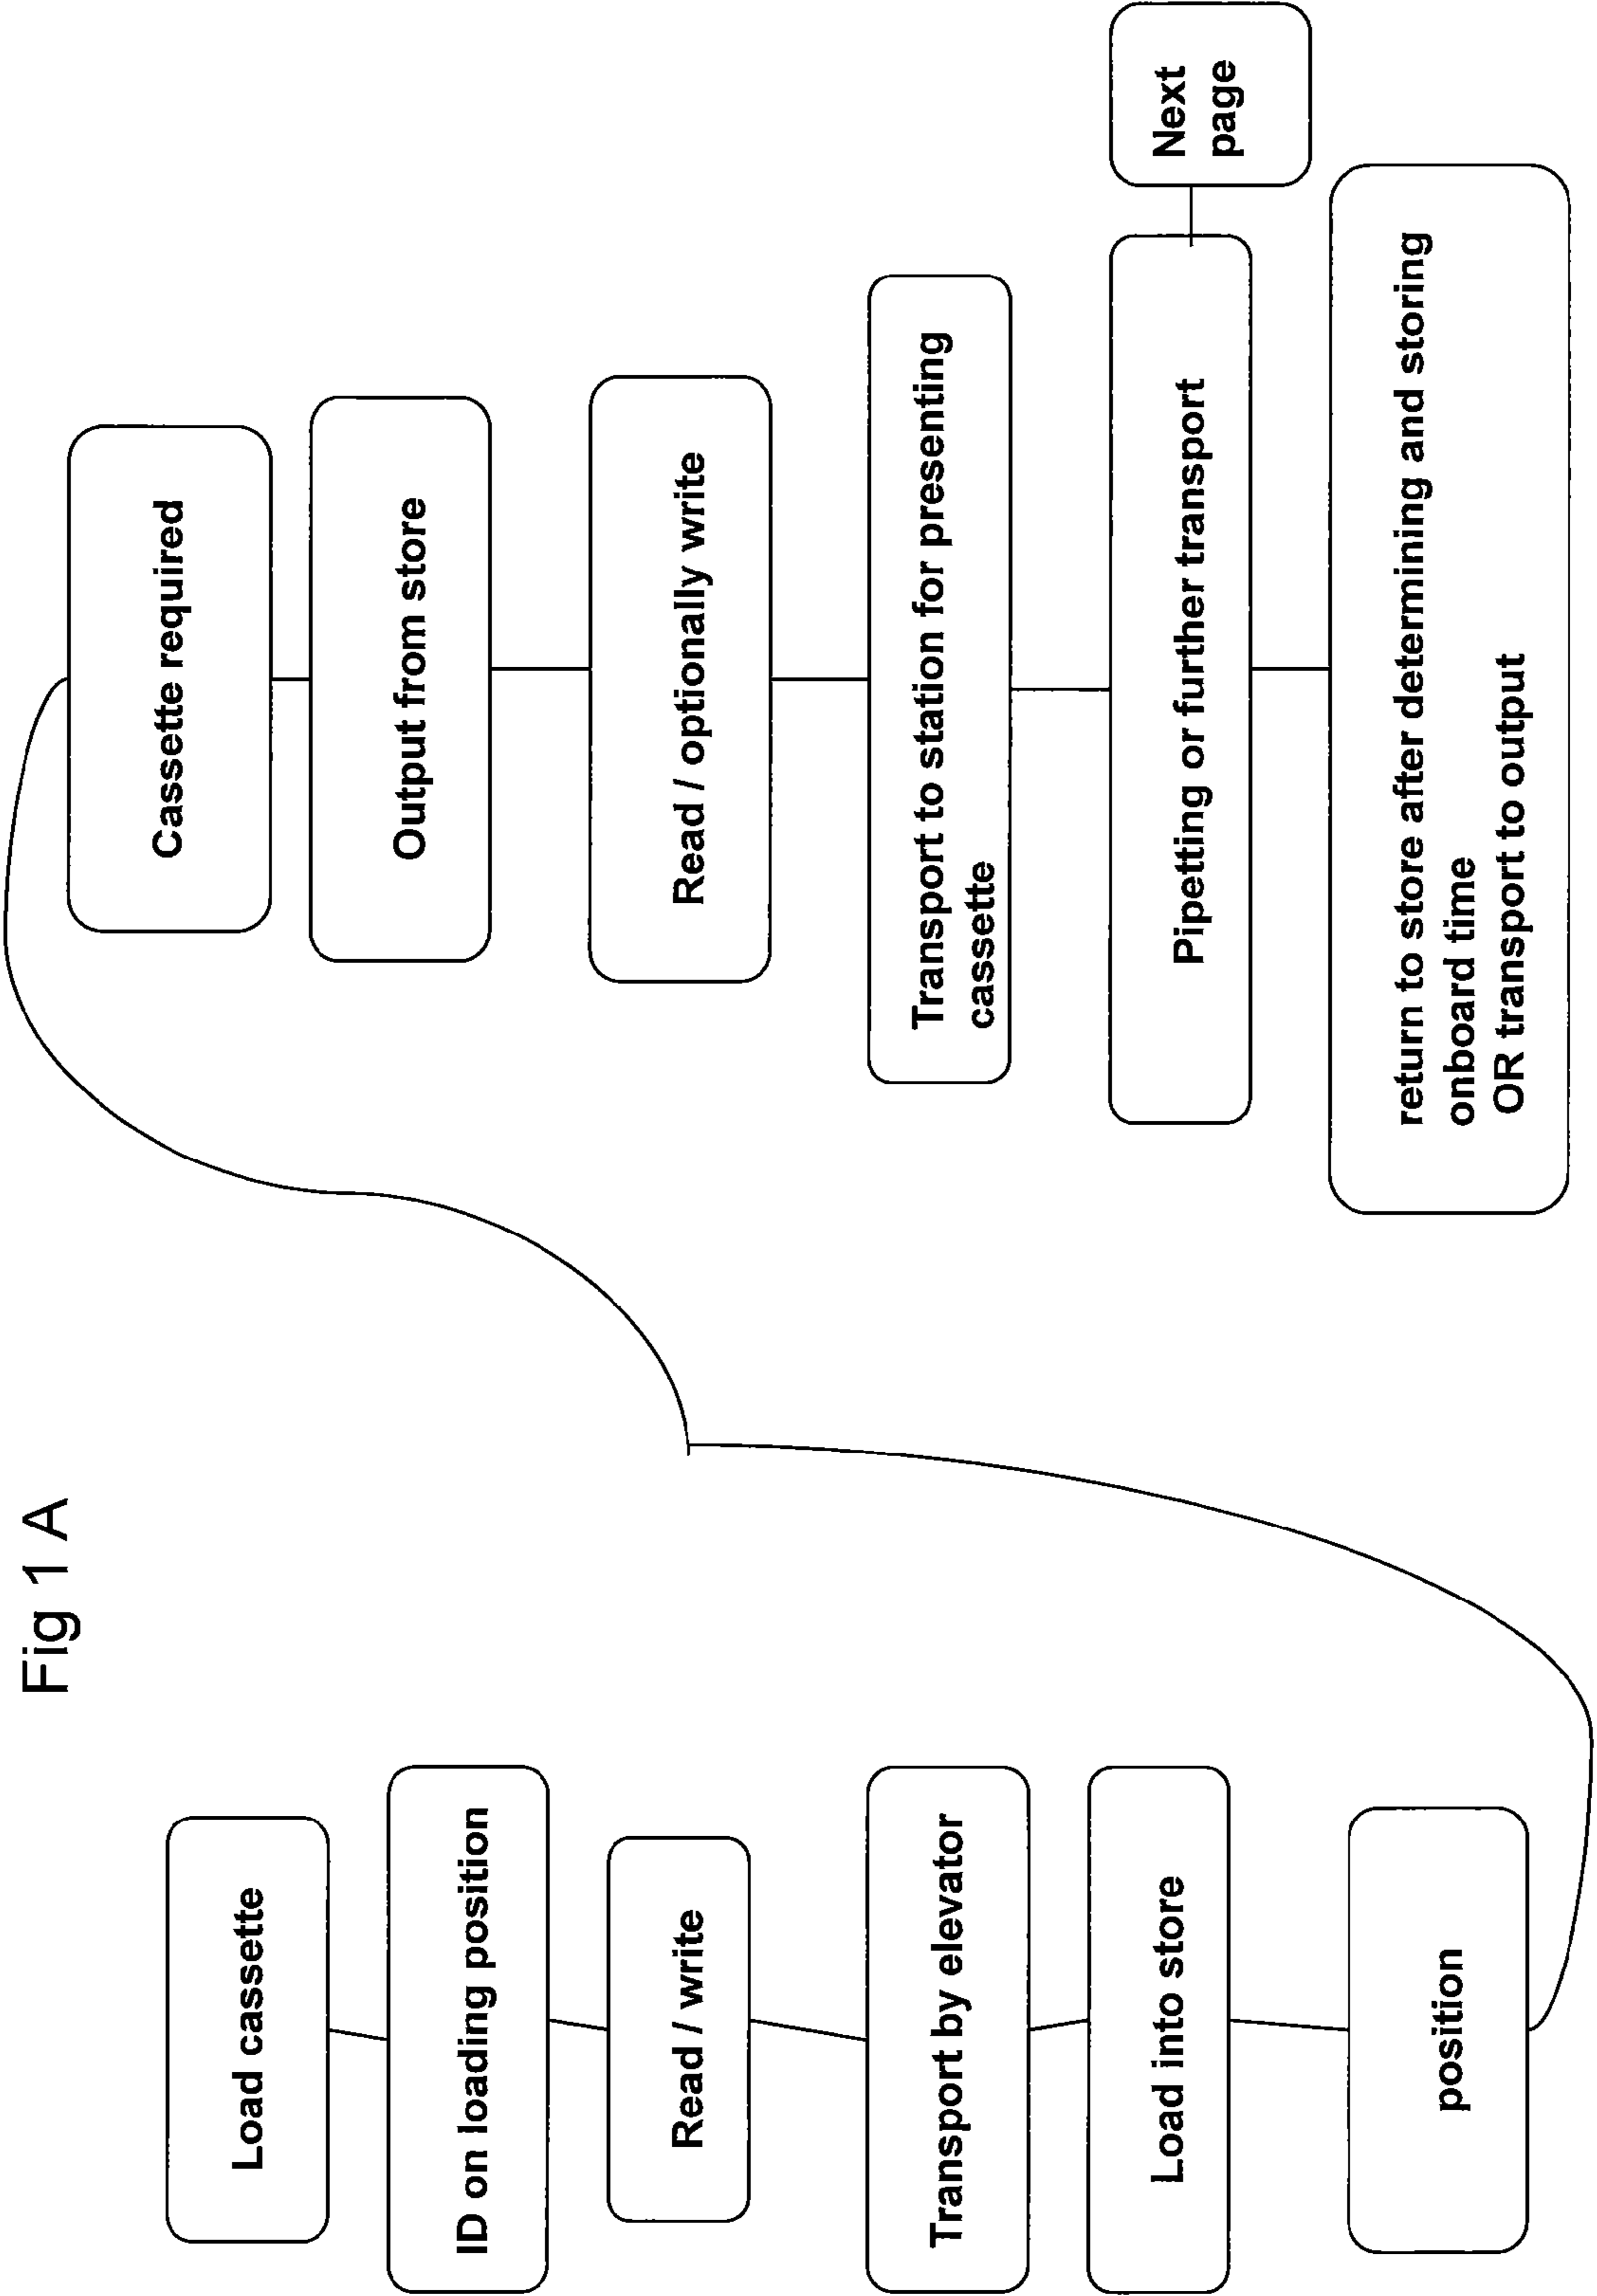 Fig 1 A
Load cassette
ID on loading position
Read / write
Transport by elevator
Load into store
position
Cassette required
Output from store
Read / optionally write
Transport to station for presenting
cassette
Pipetting or further transport
Next
page
return to store after determining and storing
onboard time
OR transport to output